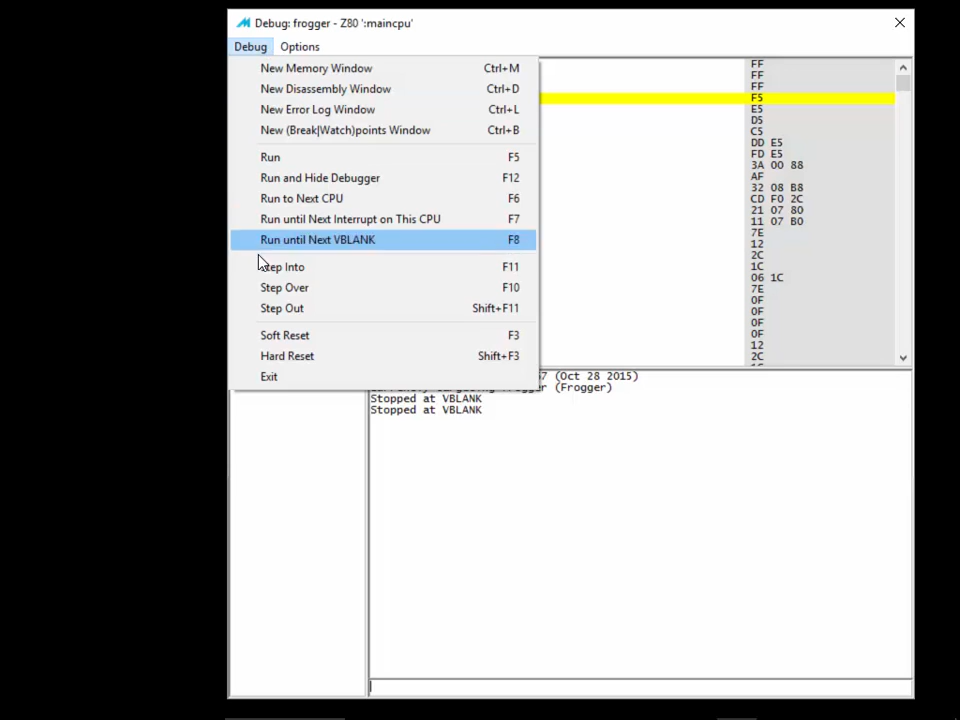 Debug: frogger - Z80 ':maincpu'
Debug Options
New Memory Window Ctrl+M
New Disassembly Window Ctrl+D
New Error Log Window Ctrl+L
New (Break|Watch)points Window Ctrl+B
Run F5
Run and Hide Debugger F12
Run to Next CPU F6
Run until Next Interrupt on This CPU F7
Run until Next VBLANK F8
Step Into F11
Step Over F10
Step Out Shift+F11
Soft Reset F3
Hard Reset Shift+F3
Exit
FF
FF
FF
F5
E5
D5
C5
DD E5
FD E5
3A 00 88
AF
32 08 B8
CD F0 2C
21 07 80
11 07 B0
7E
12
2C
1C
06 1C
7E
0F
0F
0F
0F
12
2C
1C
(Oct 28 2015)
(Frogger)
Stopped at VBLANK
Stopped at VBLANK